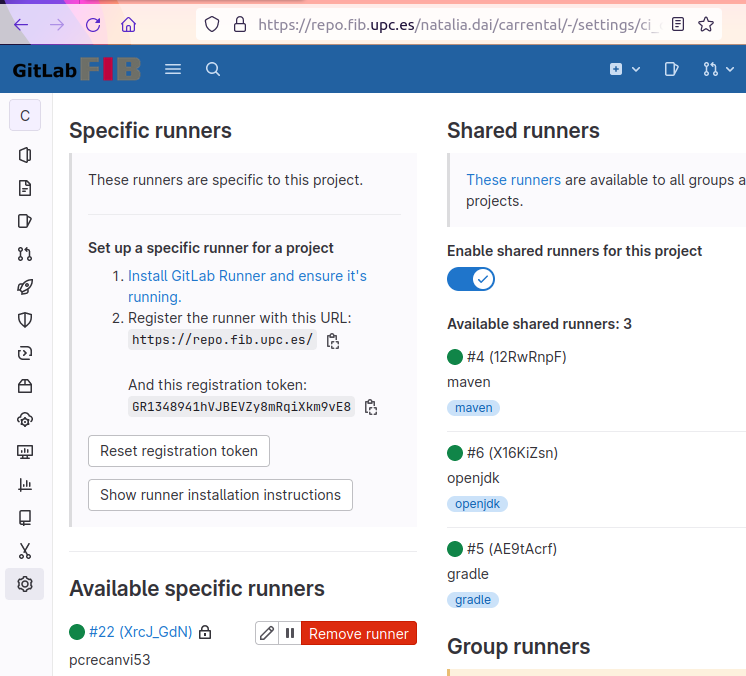 https://repo.fib.upc.es/natalia.dai/carrental/-/settings/ci_
GitLab FIB
C
Specific runners
These runners are specific to this project.
Set up a specific runner for a project
1. Install GitLab Runner and ensure it's
running.
2. Register the runner with this URL:
https://repo.fib.upc.es/
And this registration token:
GR1348941hVJBEVZy8mRqiXkm9vE8
Reset registration token
Show runner installation instructions
Available specific runners
#22 (XrcJ_GdN)
Remove runner
pcrecanvi53
Shared runners
These runners are available to all groups a
projects.
Enable shared runners for this project
Available shared runners: 3
#4 (12RwRnpF)
maven
maven
#6 (X16KiZsn)
openjdk
openjdk
#5 (AE9tAcrf)
gradle
gradle
Group runners